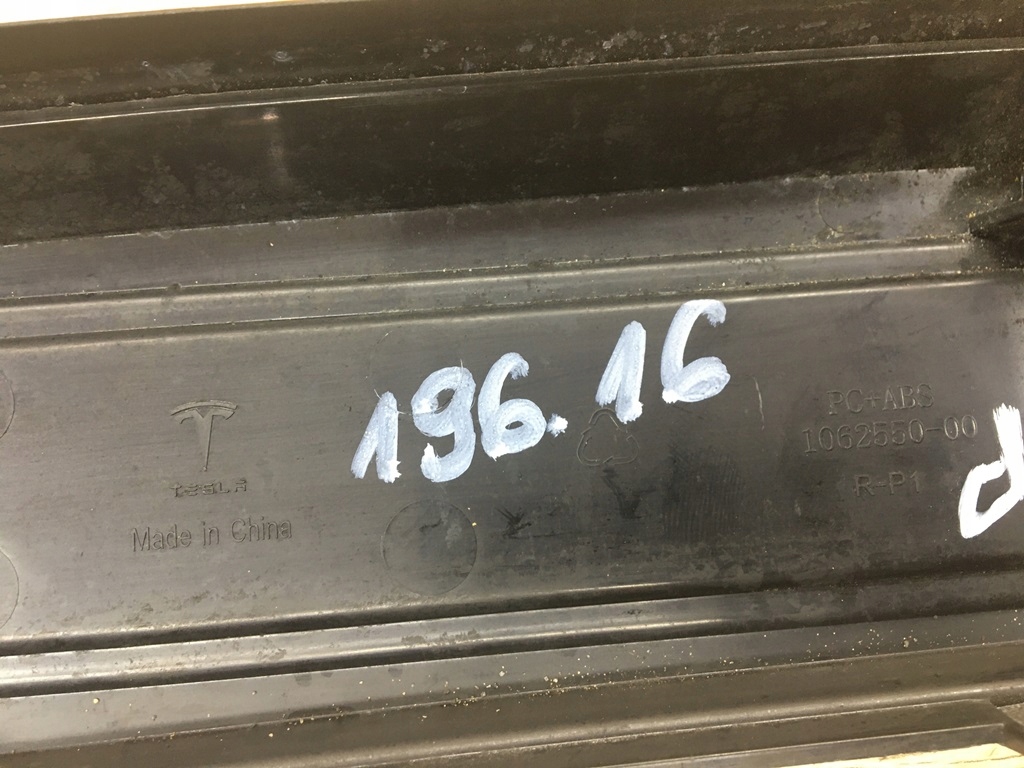 196.16
TESLA
Made in China
PC+ABS
1062550-00
R-P1